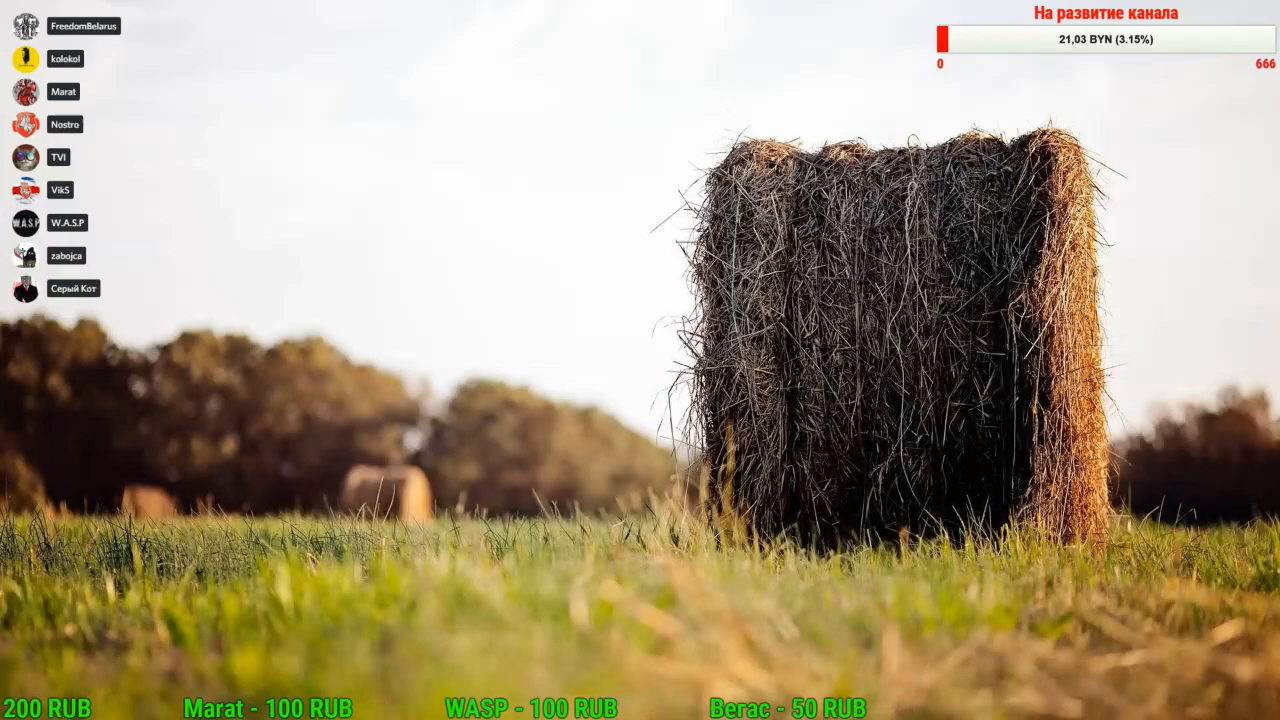 FreedomBelarus
kolokol
Marat
Nostro
TVI
VikS
W.A.S.P
W.A.S.P
zabojca
Серый Кот
На развитие канала
21,03 BYN (3.15%)
0
666
200 RUB
Marat - 100 RUB
WASP - 100 RUB
Вегас - 50 RUB